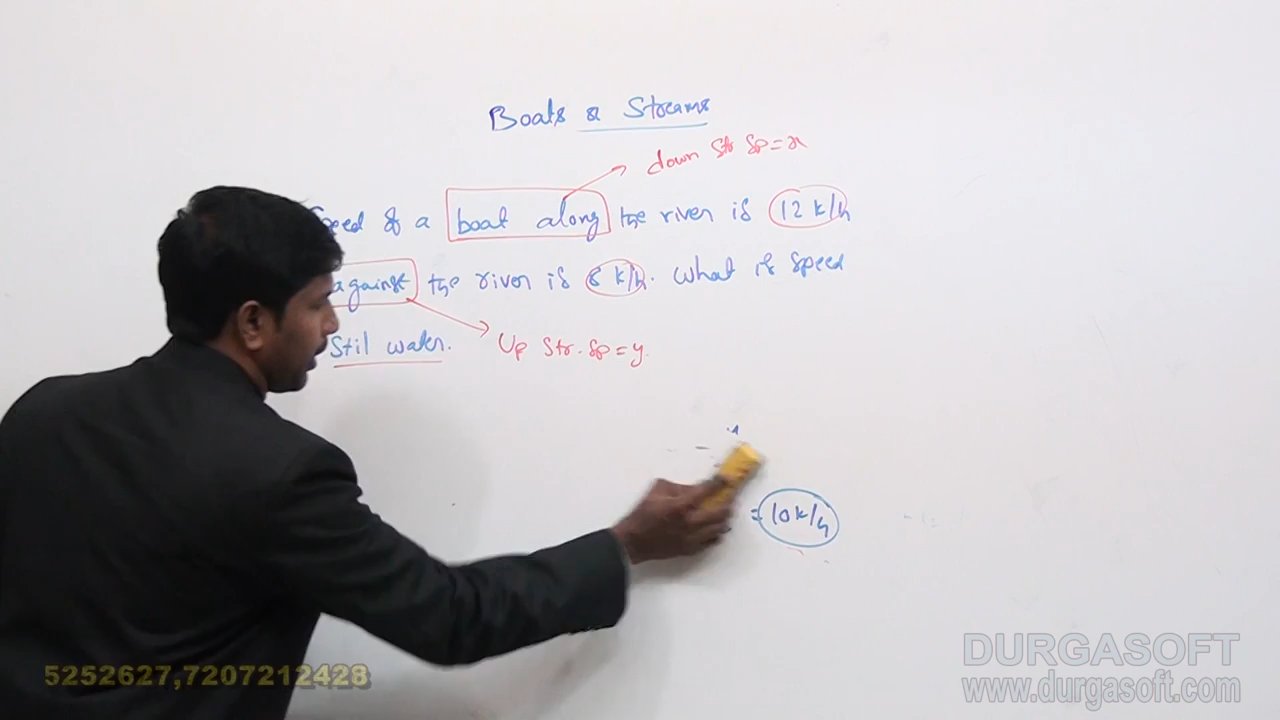 Boats & Streams
down Str Sp = x
Speed of a boat along the river is 12 k/h
against the river is 8 k/h. What is speed
Stil water. Up Str. Sp = y.
= 10 k/h
DURGASOFT
www.durgasoft.com
5252627,7207212428